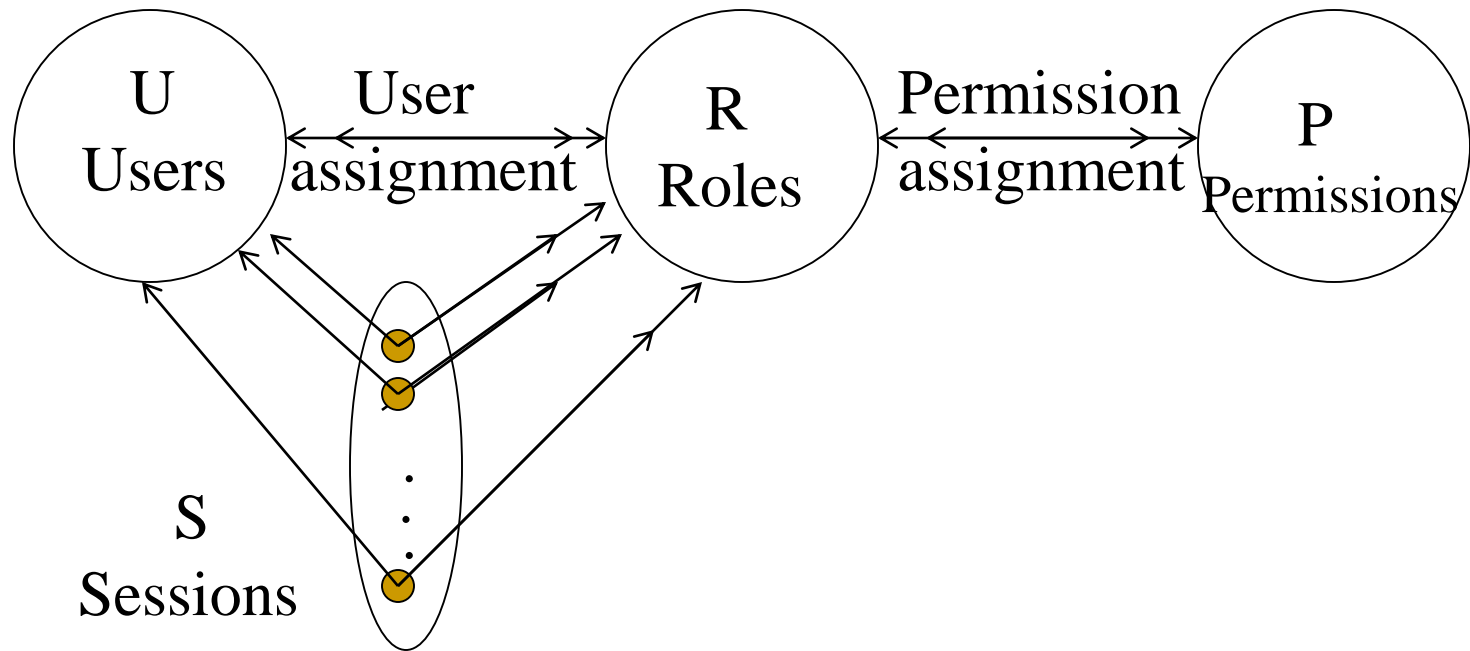 U
Users
User
assignment
R
Roles
Permission
assignment
P
Permissions
S
Sessions